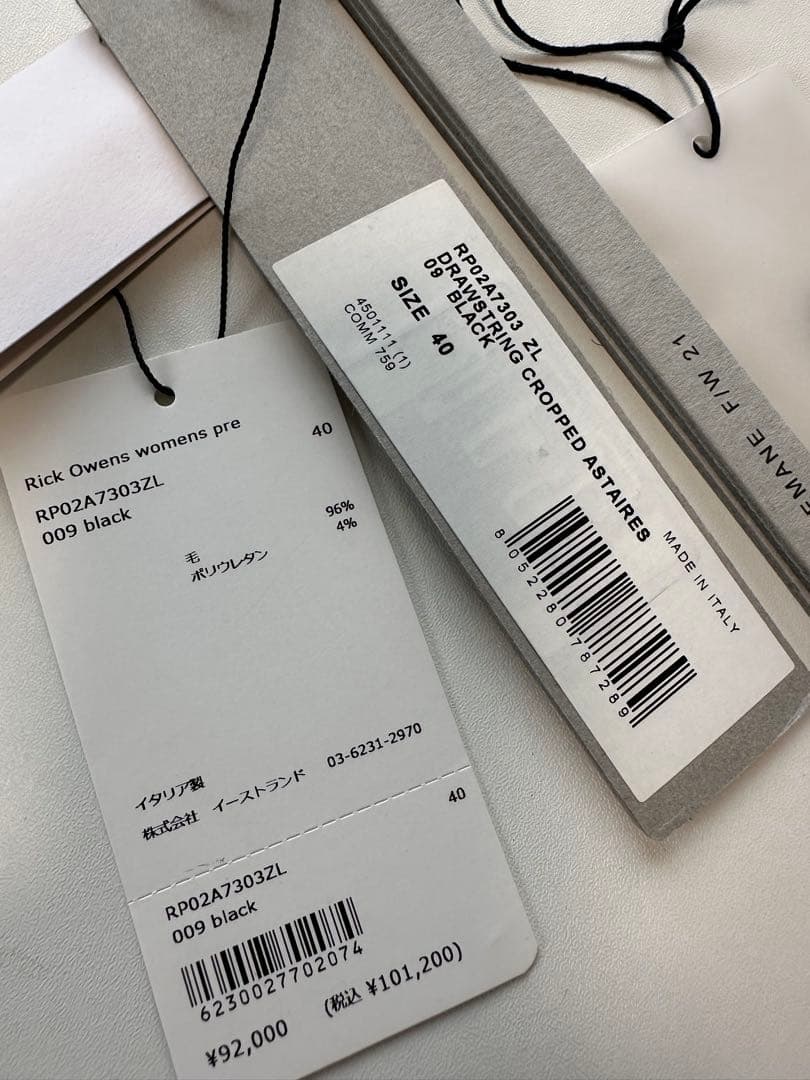 Rick Owens womens pre 40
RP02A7303ZL
009 black
毛 96%
ポリウレタン 4%
イタリア製
株式会社 イーストランド 03-6231-2970
40
RP02A7303ZL
009 black
6230027702074
¥92,000 (税込 ¥101,200)
RP02A7303 ZL
DRAWSTRING CROPPED ASTAIRES
09 BLACK
SIZE 40
4501111 (1)
COMM 759
MADE IN ITALY
8052280787289
F/W 21